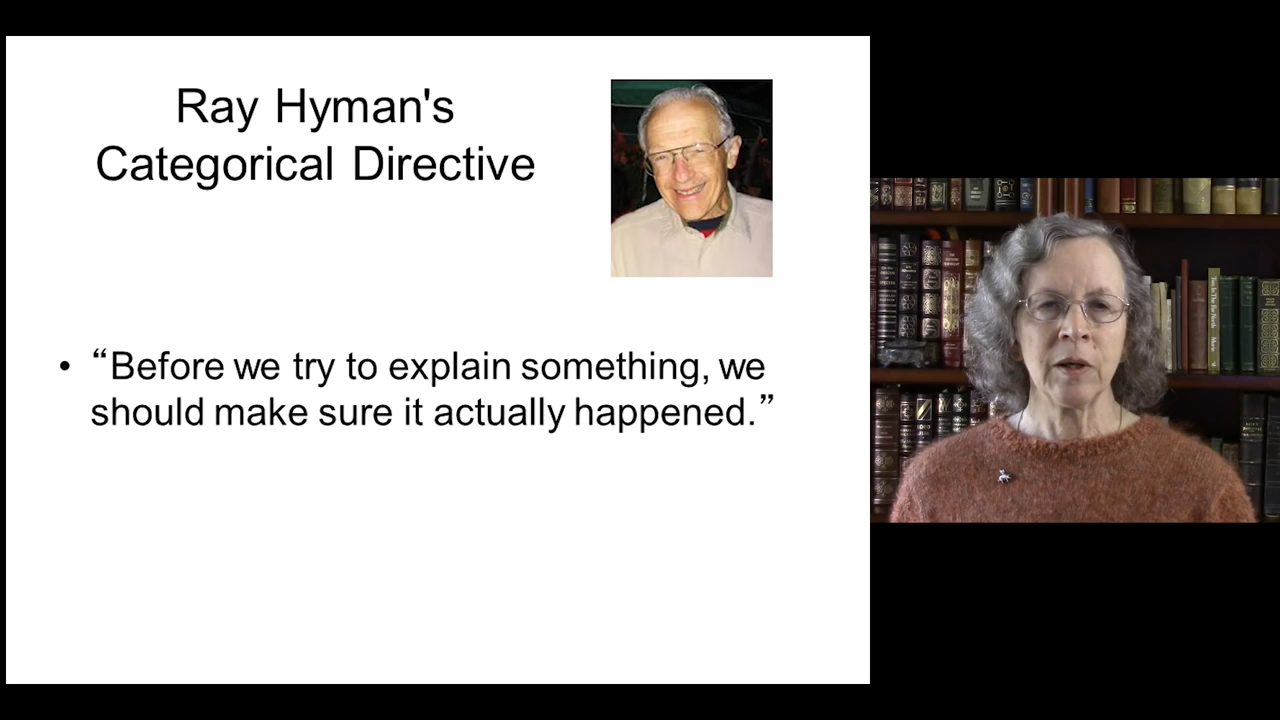 Ray Hyman's
Categorical Directive
• “Before we try to explain something, we
should make sure it actually happened.”